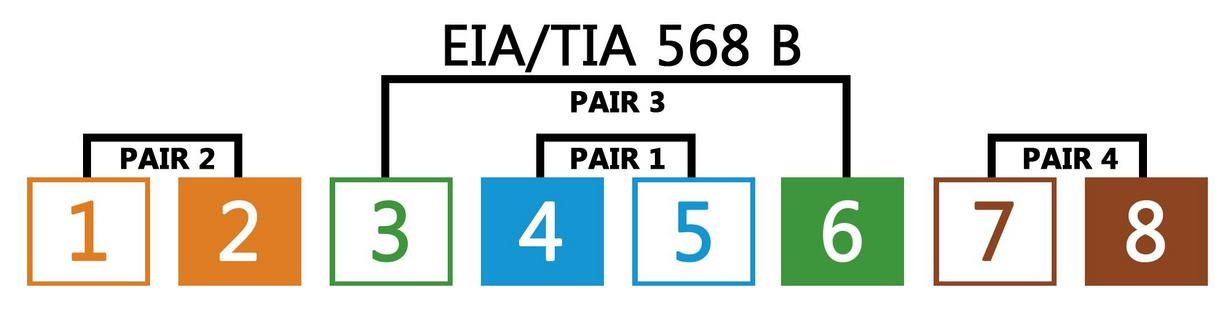 EIA/TIA 568 B
PAIR 3
PAIR 2 PAIR 1 PAIR 4
1 2 3 4 5 6 7 8